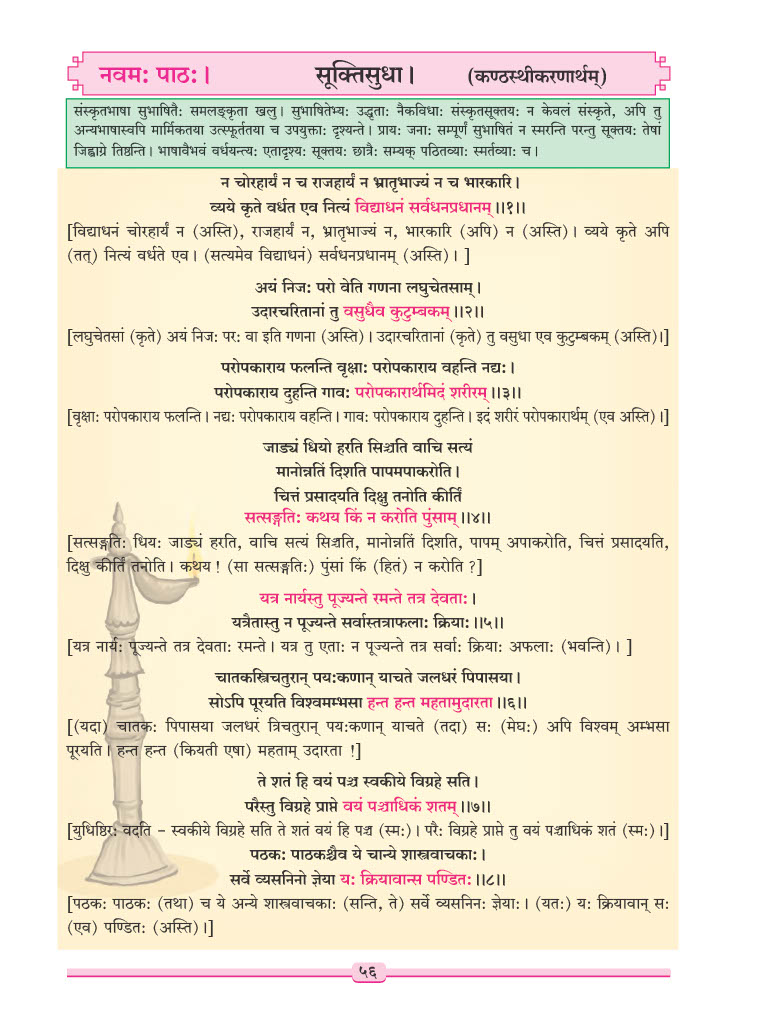 नवमः पाठः। सूक्तिसुधा। (कण्ठस्थीकरणार्थम्)
संस्कृतभाषा सुभाषितैः समलङ्कृता खलु। सुभाषितेभ्यः उद्धृताः नैकविधाः संस्कृतसूक्तयः न केवलं संस्कृते, अपि तु
अन्यभाषास्वपि मार्मिकतया उत्स्फूर्ततया च उपयुक्ताः दृश्यन्ते। प्रायः जनाः सम्पूर्णं सुभाषितं न स्मरन्ति परन्तु सूक्तयः तेषां
जिह्वाग्रे तिष्ठन्ति। भाषावैभवं वर्धयन्त्यः एतादृश्यः सूक्तयः छात्रैः सम्यक् पठितव्याः स्मर्तव्याः च।
न चोरहार्यं न च राजहार्यं न भ्रातृभाज्यं न च भारकारि।
व्यये कृते वर्धत एव नित्यं विद्याधनं सर्वधनप्रधानम्॥१॥
[विद्याधनं चोरहार्यं न (अस्ति), राजहार्यं न, भ्रातृभाज्यं न, भारकारि (अपि) न (अस्ति)। व्यये कृते अपि
(तत्) नित्यं वर्धते एव। (सत्यमेव विद्याधनं) सर्वधनप्रधानम् (अस्ति)। ]
अयं निजः परो वेति गणना लघुचेतसाम्।
उदारचरितानां तु वसुधैव कुटुम्बकम्॥२॥
[लघुचेतसां (कृते) अयं निजः परः वा इति गणना (अस्ति)। उदारचरितानां (कृते) तु वसुधा एव कुटुम्बकम् (अस्ति)।]
परोपकाराय फलन्ति वृक्षाः परोपकाराय वहन्ति नद्यः।
परोपकाराय दुहन्ति गावः परोपकारार्थमिदं शरीरम्॥३॥
[वृक्षाः परोपकाराय फलन्ति। नद्यः परोपकाराय वहन्ति। गावः परोपकाराय दुहन्ति। इदं शरीरं परोपकारार्थम् (एव अस्ति)।]
जाड्यं धियो हरति सिञ्चति वाचि सत्यं
मानोन्नतिं दिशति पापमपाकरोति।
चित्तं प्रसादयति दिक्षु तनोति कीर्तिं
सत्सङ्गतिः कथय किं न करोति पुंसाम्॥४॥
[सत्सङ्गतिः धियः जाड्यं हरति, वाचि सत्यं सिञ्चति, मानोन्नतिं दिशति, पापम् अपाकरोति, चित्तं प्रसादयति,
दिक्षु कीर्तिं तनोति। कथय! (सा सत्सङ्गतिः) पुंसां किं (हितं) न करोति ?]
यत्र नार्यस्तु पूज्यन्ते रमन्ते तत्र देवताः।
यत्रैतास्तु न पूज्यन्ते सर्वास्तत्राफलाः क्रियाः॥५॥
[यत्र नार्यः पूज्यन्ते तत्र देवताः रमन्ते। यत्र तु एताः न पूज्यन्ते तत्र सर्वाः क्रियाः अफलाः (भवन्ति)। ]
चातकस्त्रिचतुरान् पयःकणान् याचते जलधरं पिपासया।
सोऽपि पूरयति विश्वमम्भसा हन्त हन्त महतामुदारता॥६॥
[(यदा) चातकः पिपासया जलधरं त्रिचतुरान् पयःकणान् याचते (तदा) सः (मेघः) अपि विश्वम् अम्भसा
पूरयति। हन्त हन्त (कियती एषा) महताम् उदारता !]
ते शतं हि वयं पञ्च स्वकीये विग्रहे सति।
परैस्तु विग्रहे प्राप्ते वयं पञ्चाधिकं शतम्॥७॥
[युधिष्ठिरः वदति – स्वकीये विग्रहे सति ते शतं वयं हि पञ्च (स्मः)। परैः विग्रहे प्राप्ते तु वयं पञ्चाधिकं शतं (स्मः)।]
पठकः पाठकश्चैव ये चान्ये शास्त्रवाचकाः।
सर्वे व्यसनिनो ज्ञेया यः क्रियावान्स पण्डितः॥८॥
[पठकः पाठकः (तथा) च ये अन्ये शास्त्रवाचकाः (सन्ति, ते) सर्वे व्यसनिनः ज्ञेयाः। (यतः) यः क्रियावान् सः
(एव) पण्डितः (अस्ति)।]
५६